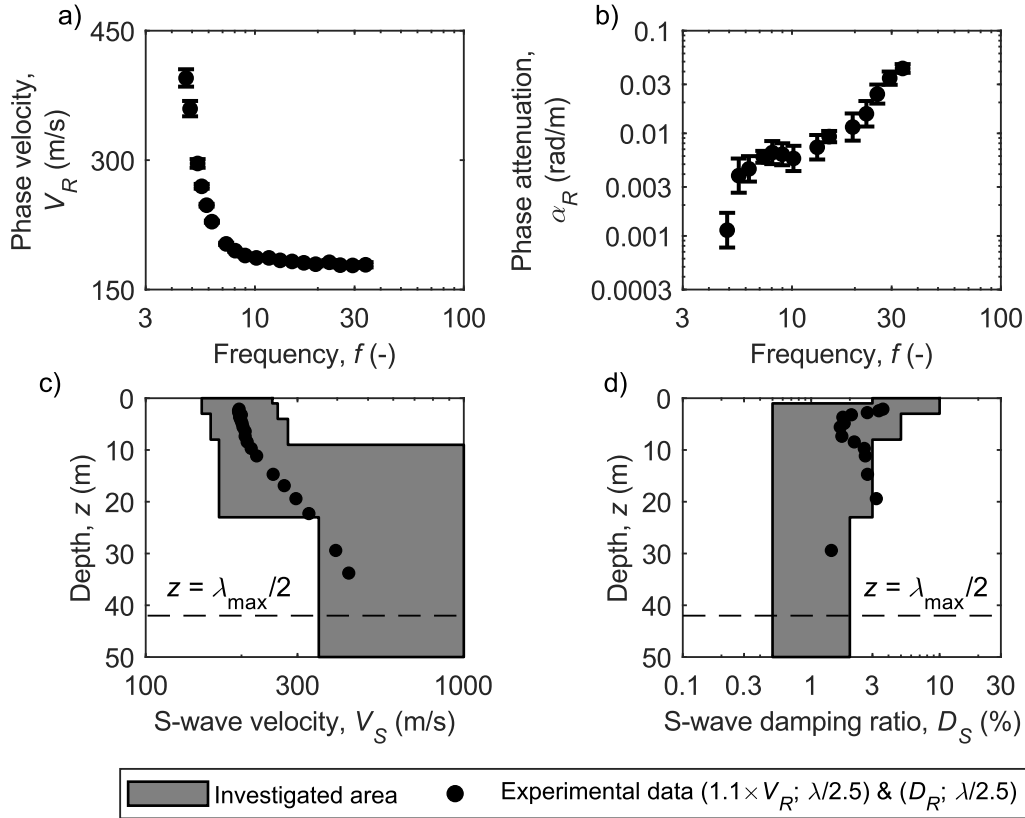 a)
450
300
150
3
10
30
100
Phase velocity,
V_R (m/s)
Frequency, f (-)
b)
0.1
0.03
0.01
0.003
0.001
0.0003
3
10
30
100
Phase attenuation,
α_R (rad/m)
Frequency, f (-)
c)
0
10
20
30
40
50
100
300
1000
Depth, z (m)
z = λ_max/2
S-wave velocity, V_S (m/s)
d)
0
10
20
30
40
50
0.1
0.3
1
3
10
30
Depth, z (m)
z = λ_max/2
S-wave damping ratio, D_S (%)
Investigated area
Experimental data (1.1×V_R; λ/2.5) & (D_R; λ/2.5)